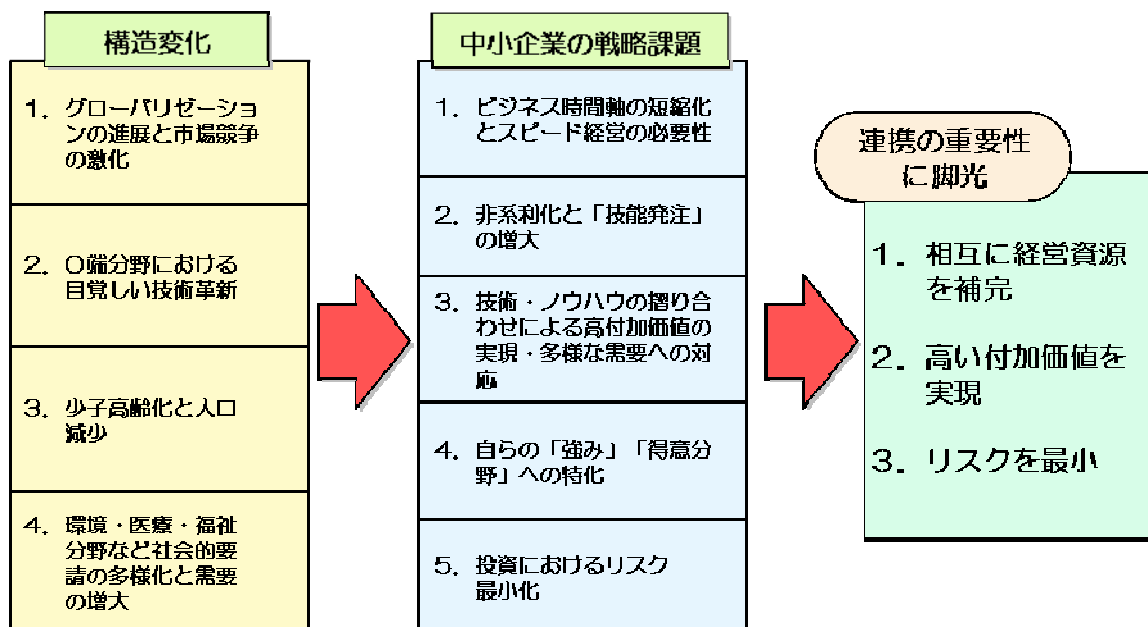 構造変化
1. グローバリゼーショ
ンの進展と市場競争
の激化
2. 〇端分野における
目覚しい技術革新
3. 少子高齢化と人口
減少
4. 環境・医療・福祉
分野など社会的要
請の多様化と需要
の増大
中小企業の戦略課題
1. ビジネス時間軸の短縮化
とスピード経営の必要性
2. 非系列化と「技能発注」
の増大
3. 技術・ノウハウの摺り合
わせによる高付加価値の
実現・多様な需要への対
応
4. 自らの「強み」「得意分
野」への特化
5. 投資におけるリスク
最小化
連携の重要性
に脚光
1. 相互に経営資源
を補完
2. 高い付加価値を
実現
3. リスクを最小